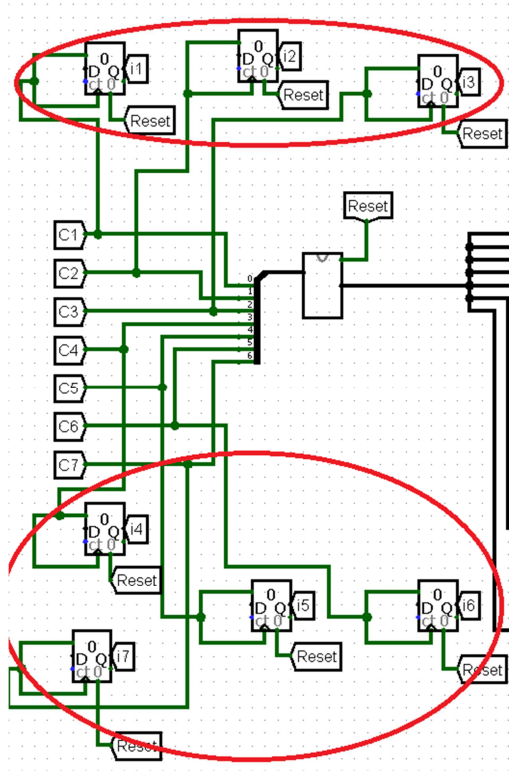 0 i1
D Q
ct 0
Reset
0 i2
D Q
ct 0
Reset
0 i3
D Q
ct 0
Reset
Reset
C1
C2
C3
C4
C5
C6
C7
0
1
2
3
4
5
6
0 i4
D Q
ct 0
Reset
0 i5
D Q
ct 0
Reset
0 i6
D Q
ct 0
Reset
0 i7
D Q
ct 0
Reset